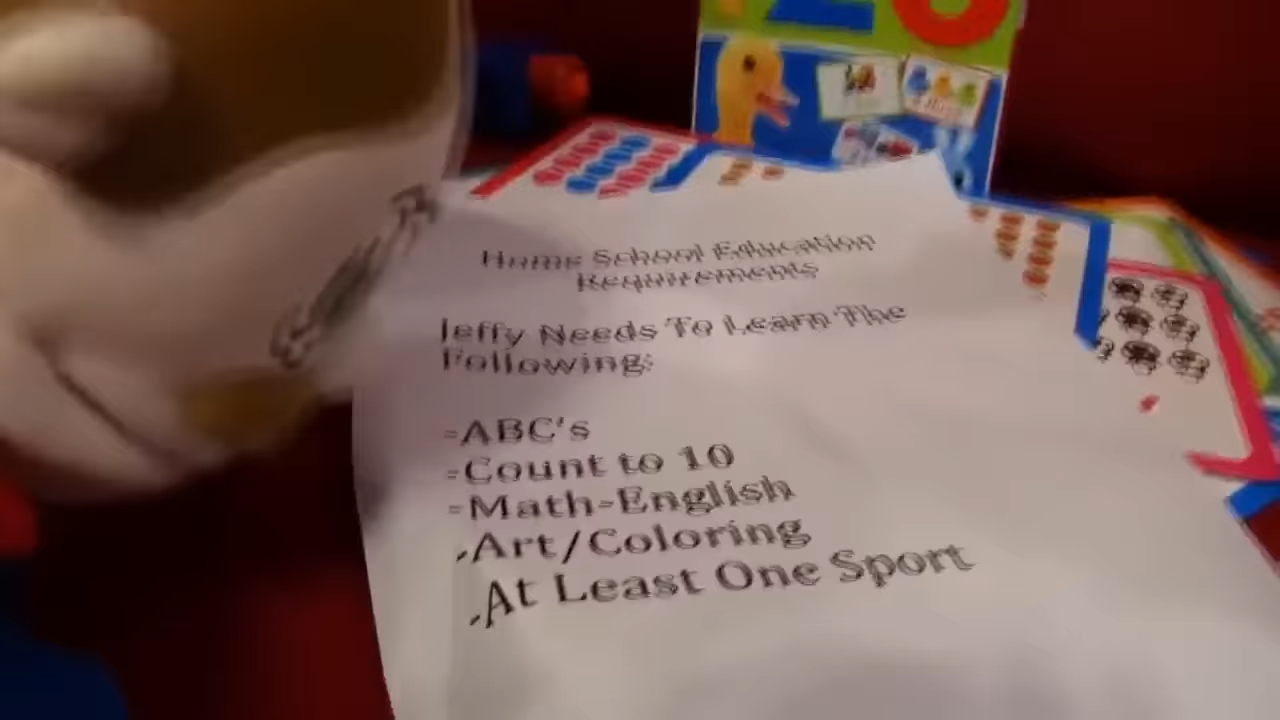 Home School Education
Requirements
Jeffy Needs To Learn The
Following:
-ABC's
-Count to 10
-Math-English
-Art/Coloring
-At Least One Sport